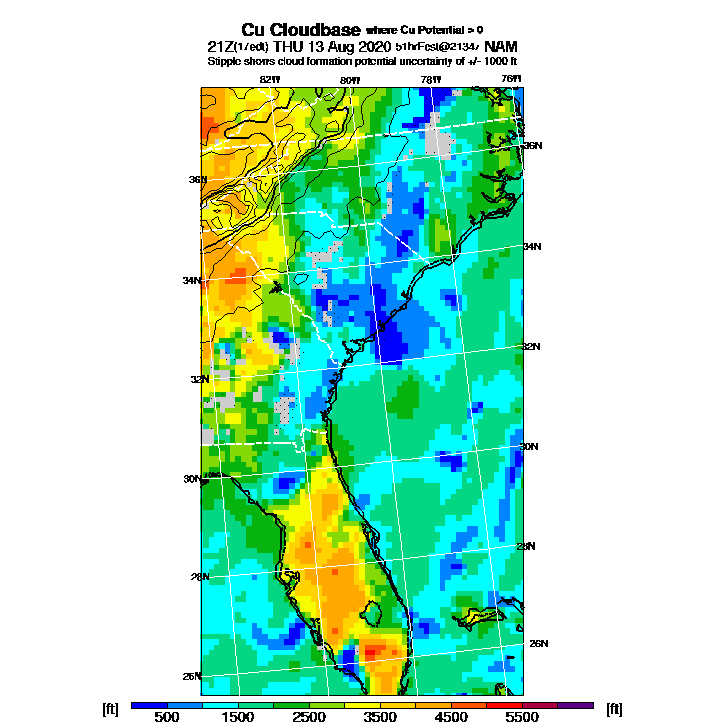 Cu Cloudbase where Cu Potential > 0
21Z(17edt) THU 13 Aug 2020 51hrFcst@2134z NAM
Stipple shows cloud formation potential uncertainty of +/- 1000 ft
82W 80W 78W 76W
36N
36N
34N
34N
32N
32N
30N
30N
28N
28N
26N
26N
[ft] 500 1500 2500 3500 4500 5500 [ft]